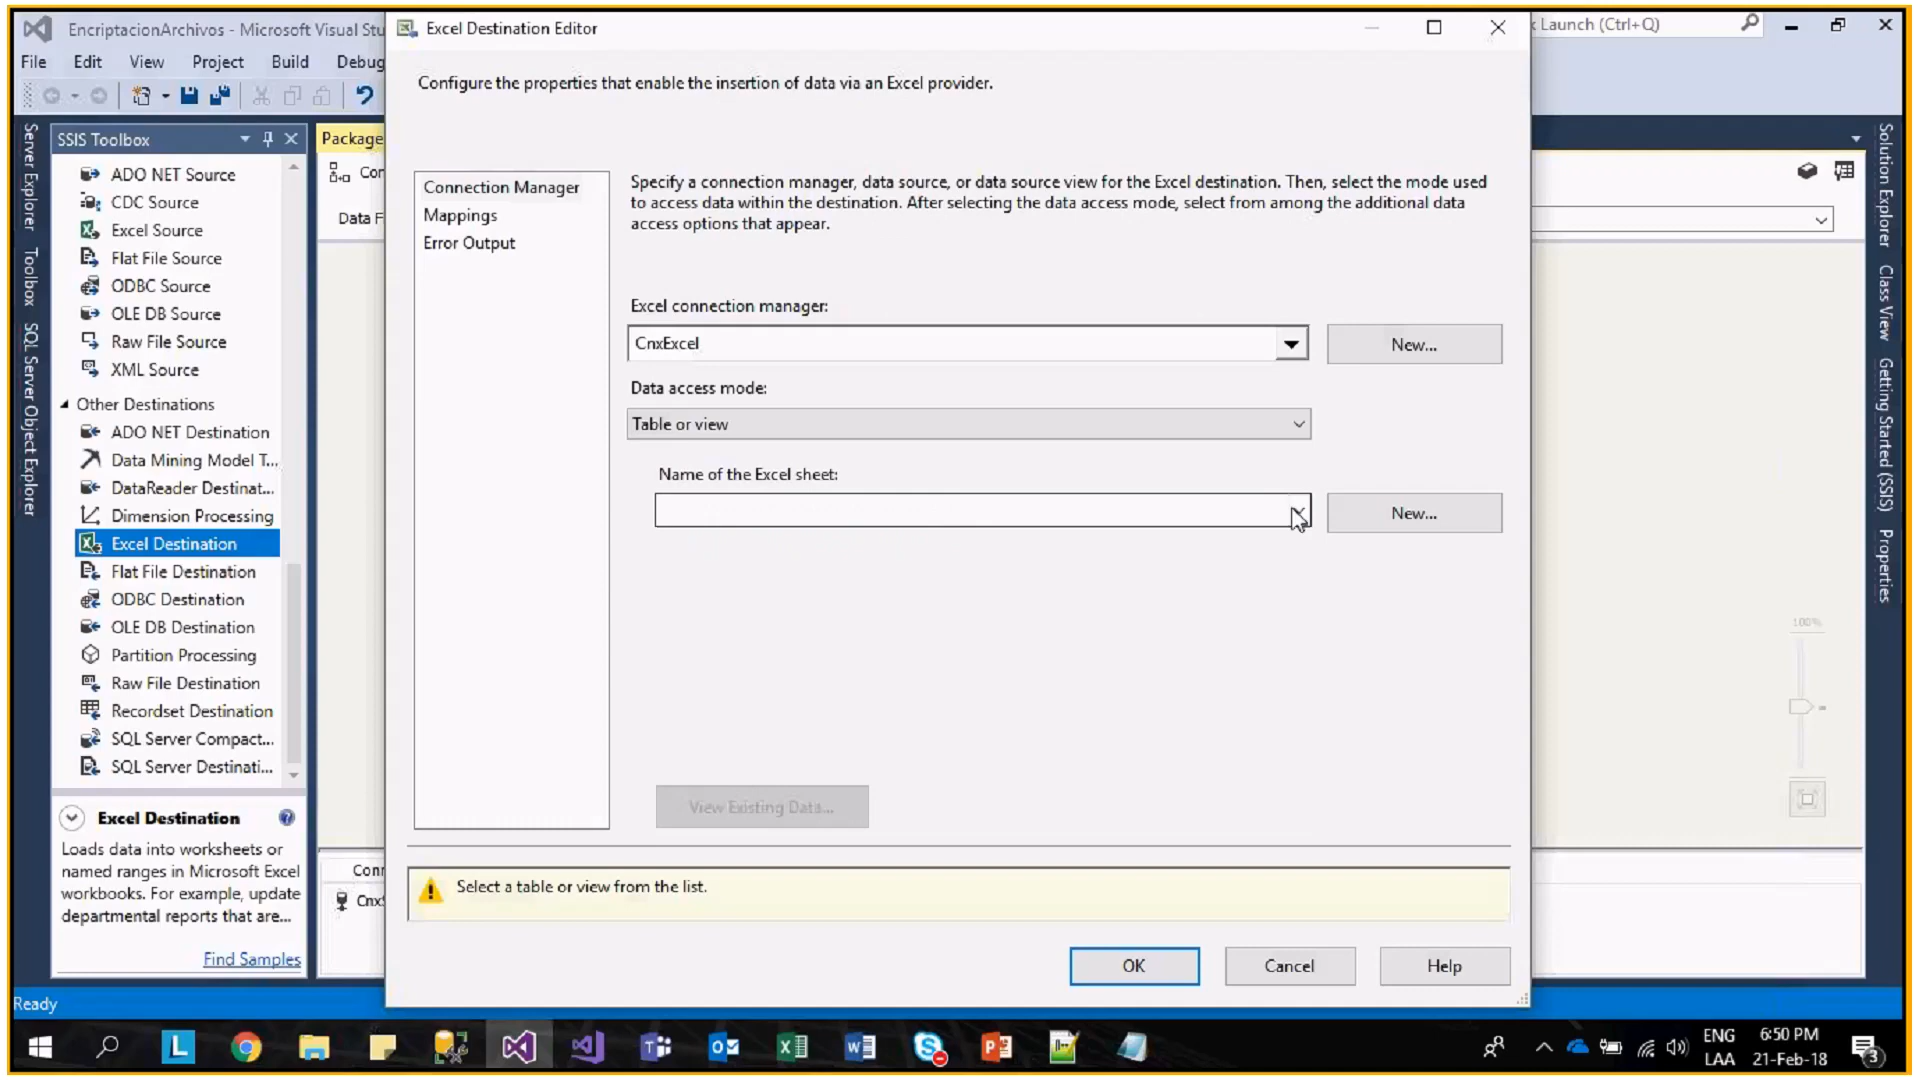 EncriptacionArchivos - Microsoft Visual Stu
Excel Destination Editor
Launch (Ctrl+Q)
File Edit View Project Build Debug
Configure the properties that enable the insertion of data via an Excel provider.
Server Explorer
Toolbox
SQL Server Object Explorer
SSIS Toolbox
ADO NET Source
CDC Source
Excel Source
Flat File Source
ODBC Source
OLE DB Source
Raw File Source
XML Source
Other Destinations
ADO NET Destination
Data Mining Model T...
DataReader Destinat...
Dimension Processing
Excel Destination
Flat File Destination
ODBC Destination
OLE DB Destination
Partition Processing
Raw File Destination
Recordset Destination
SQL Server Compact...
SQL Server Destinati...
Excel Destination
Loads data into worksheets or
named ranges in Microsoft Excel
workbooks. For example, update
departmental reports that are...
Find Samples
Package
Cor
Data F
Conn
Cnx
Connection Manager
Mappings
Error Output
Specify a connection manager, data source, or data source view for the Excel destination. Then, select the mode used
to access data within the destination. After selecting the data access mode, select from among the additional data
access options that appear.
Excel connection manager:
CnxExcel
New...
Data access mode:
Table or view
Name of the Excel sheet:
New...
View Existing Data...
Select a table or view from the list.
OK Cancel Help
100%
Solution Explorer
Class View
Getting Started (SSIS)
Properties
Ready
ENG
LAA
6:50 PM
21-Feb-18
3